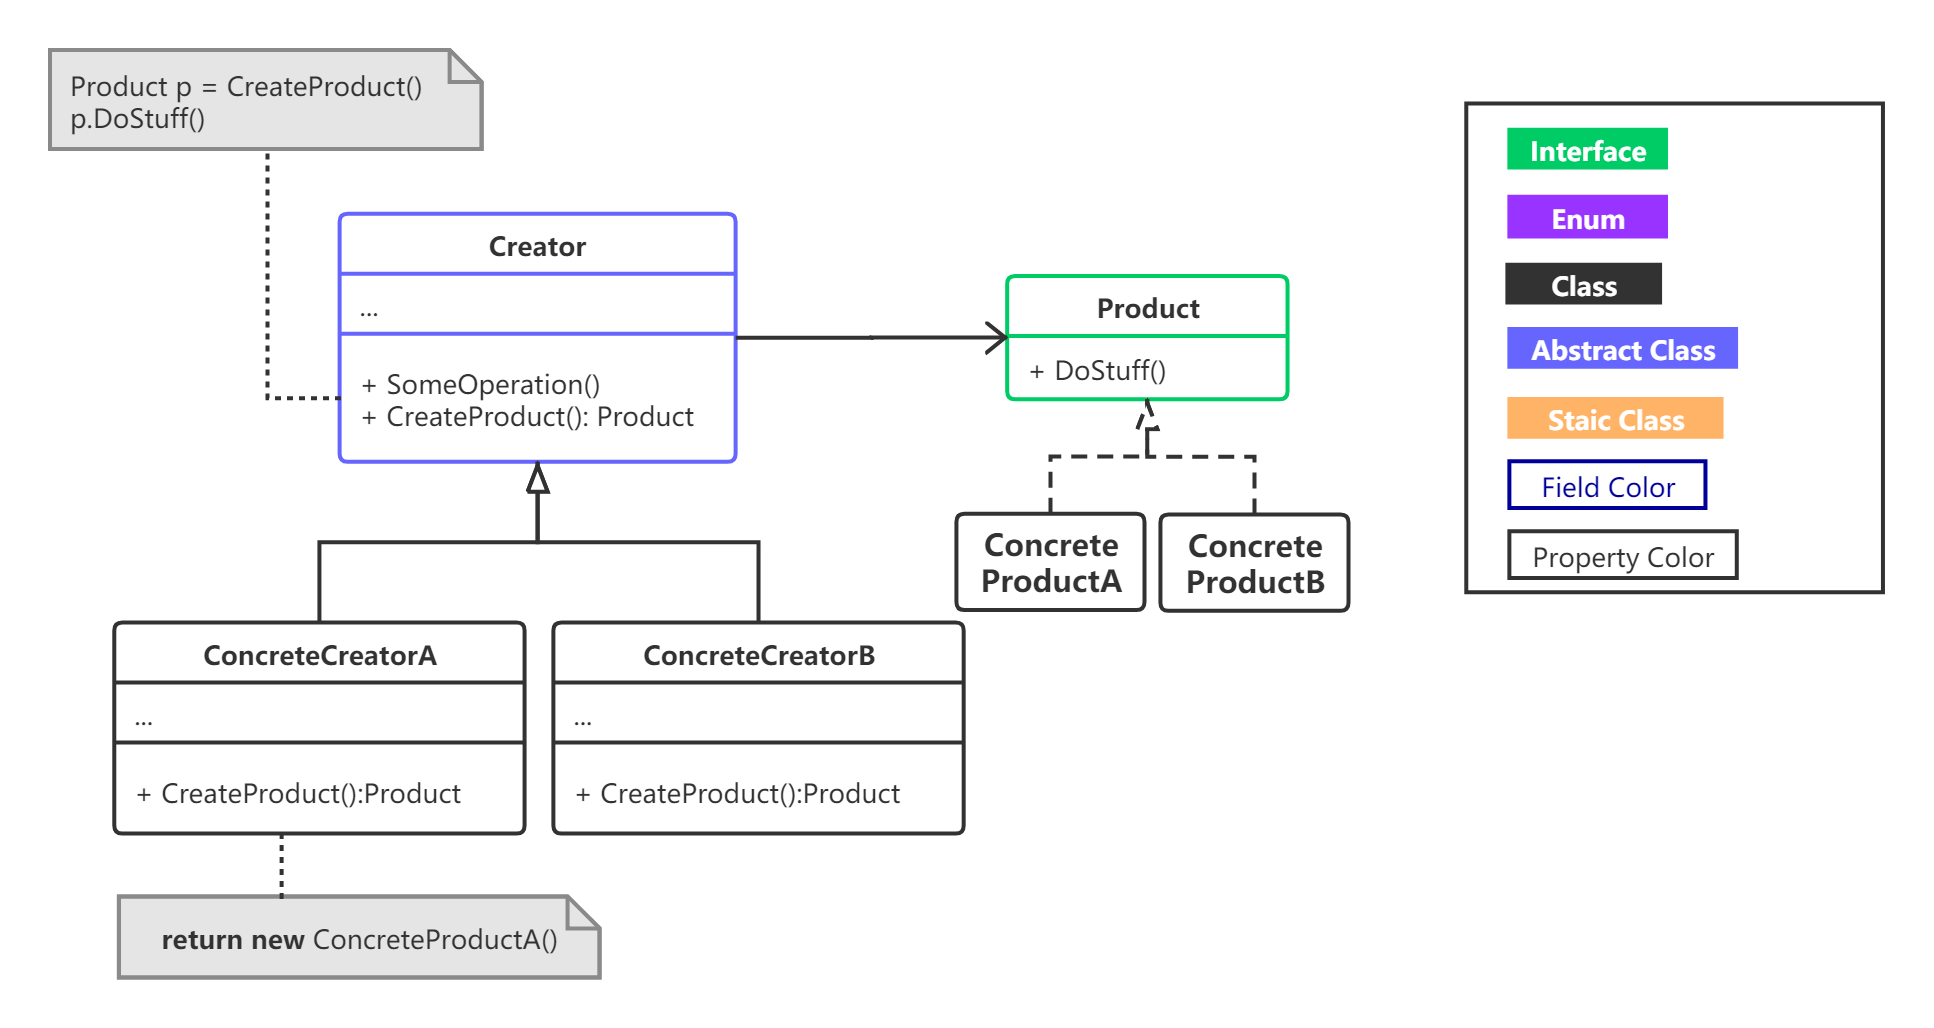 Product p = CreateProduct()
p.DoStuff()
Creator
...
+ SomeOperation()
+ CreateProduct(): Product
Product
+ DoStuff()
Concrete
ProductA
Concrete
ProductB
ConcreteCreatorA
...
+ CreateProduct():Product
ConcreteCreatorB
...
+ CreateProduct():Product
return new ConcreteProductA()
Interface
Enum
Class
Abstract Class
Staic Class
Field Color
Property Color